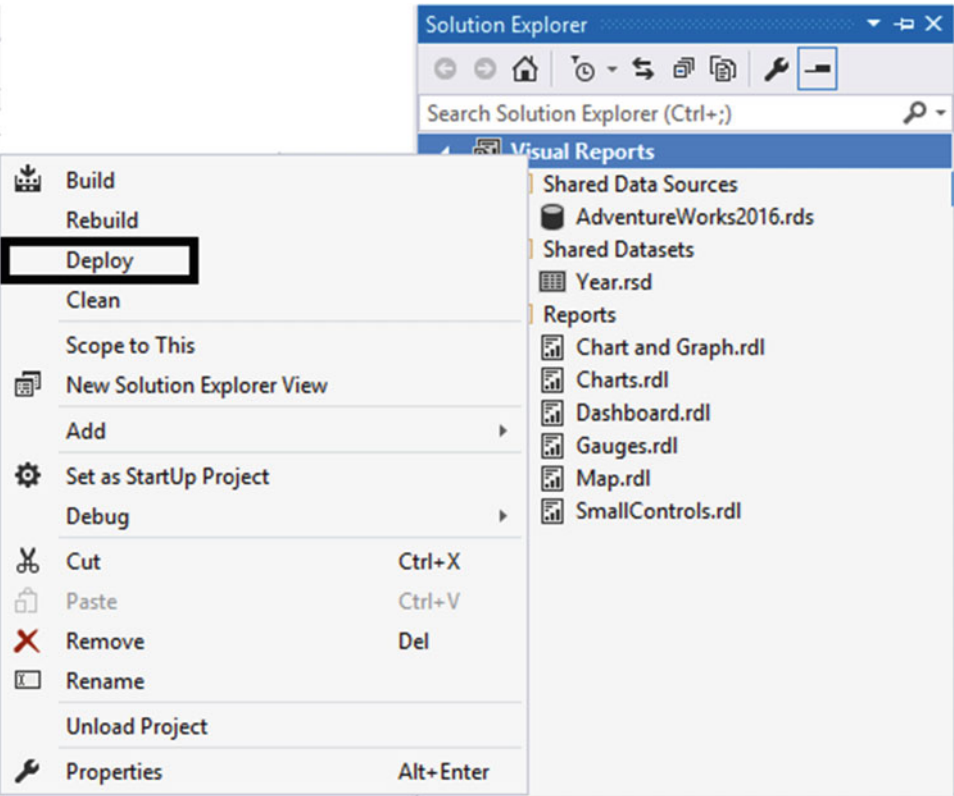 Solution Explorer
Search Solution Explorer (Ctrl+;)
Visual Reports
Shared Data Sources
AdventureWorks2016.rds
Shared Datasets
Year.rsd
Reports
Chart and Graph.rdl
Charts.rdl
Dashboard.rdl
Gauges.rdl
Map.rdl
SmallControls.rdl
Build
Rebuild
Deploy
Clean
Scope to This
New Solution Explorer View
Add
Set as StartUp Project
Debug
Cut Ctrl+X
Paste Ctrl+V
Remove Del
Rename
Unload Project
Properties Alt+Enter